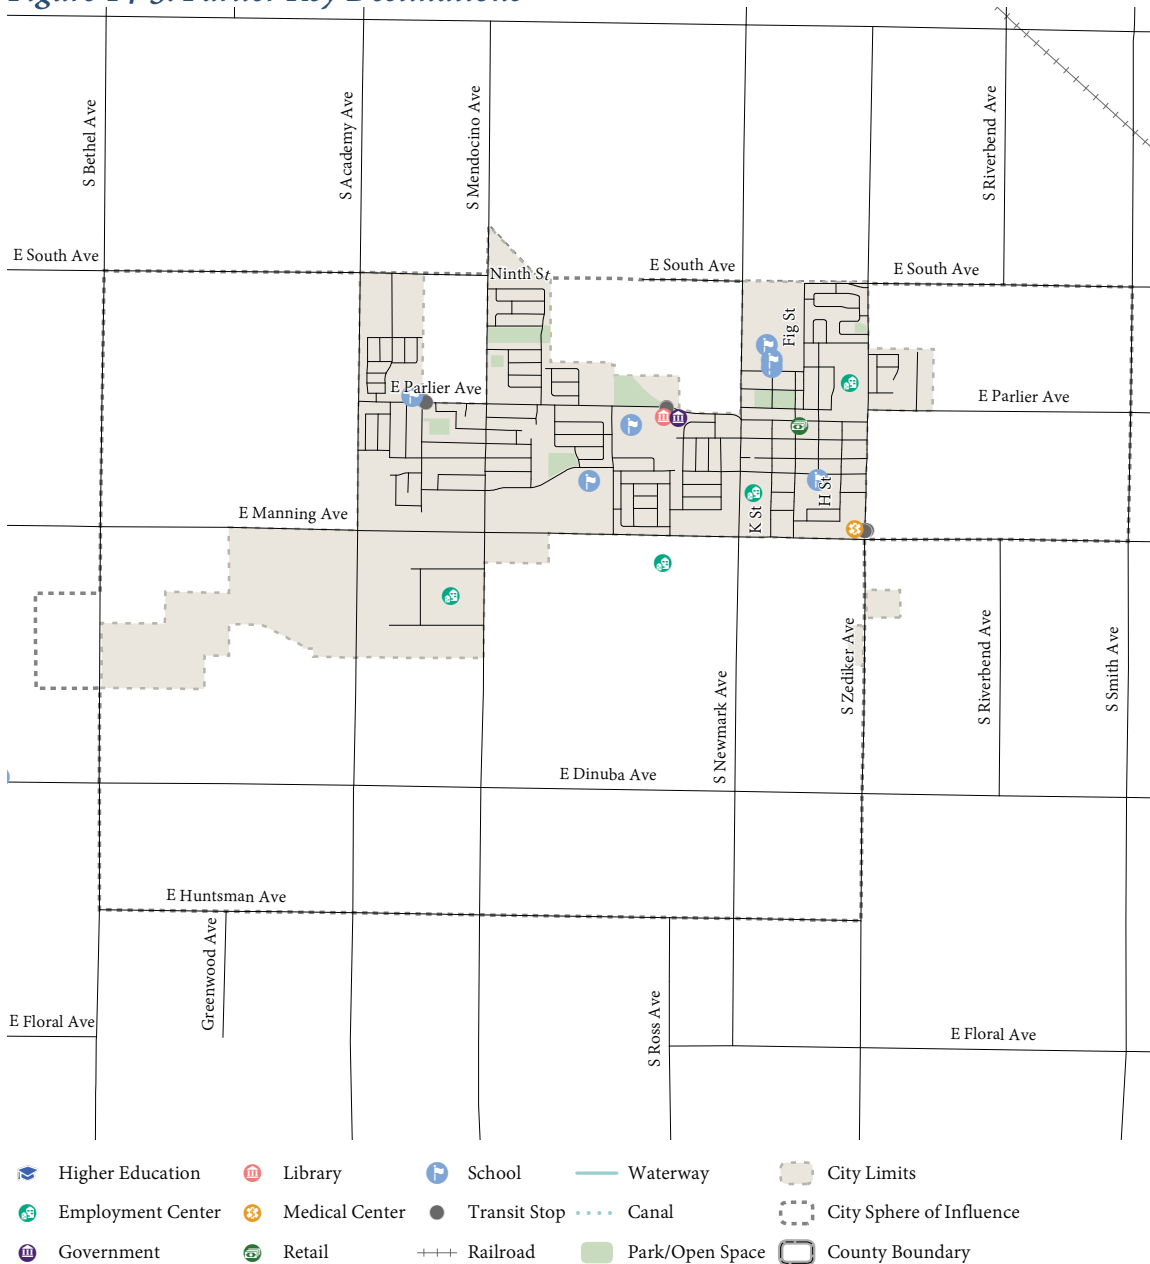 S Bethel Ave
S Academy Ave
S Mendocino Ave
S Riverbend Ave
E South Ave
Ninth St
E South Ave
E South Ave
Fig St
E Parlier Ave
E Parlier Ave
H St
K St
E Manning Ave
S Zediker Ave
S Riverbend Ave
S Smith Ave
S Newmark Ave
E Dinuba Ave
E Huntsman Ave
Greenwood Ave
S Ross Ave
E Floral Ave
E Floral Ave
Higher Education
Library
School
Waterway
City Limits
Employment Center
Medical Center
Transit Stop
Canal
City Sphere of Influence
Government
Retail
Railroad
Park/Open Space
County Boundary